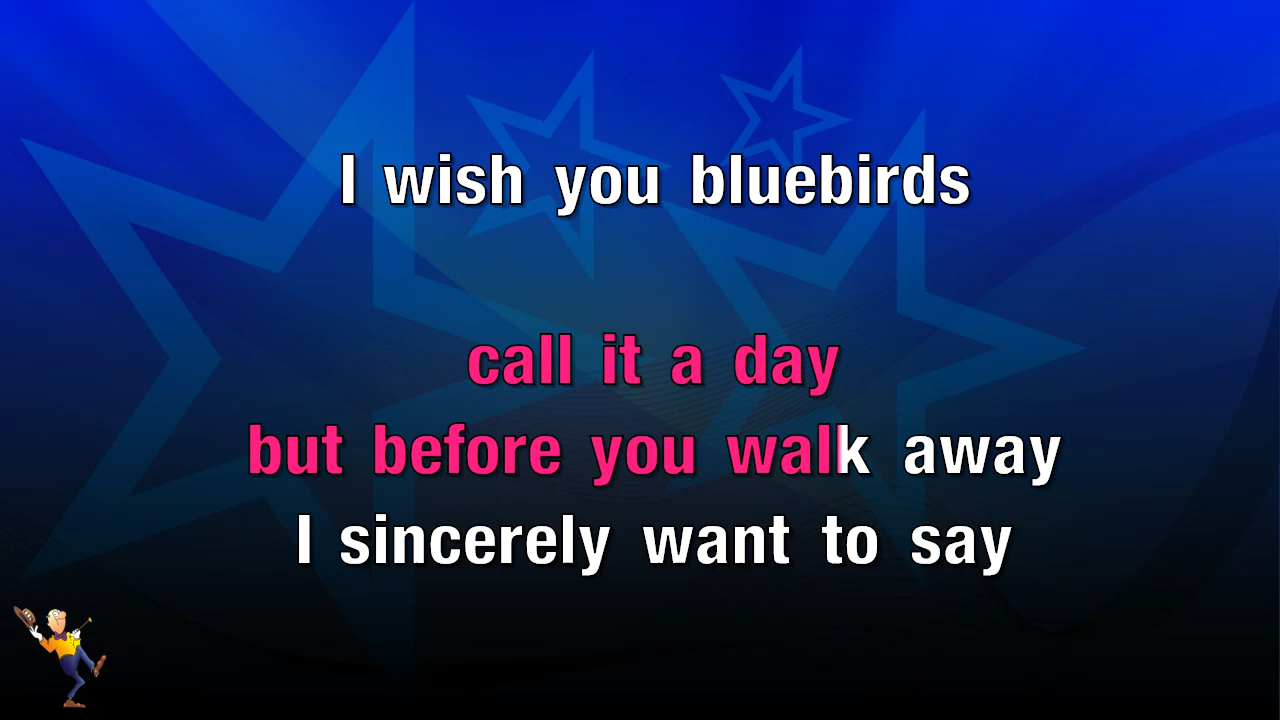 I wish you bluebirds
call it a day
but before you walk away
I sincerely want to say